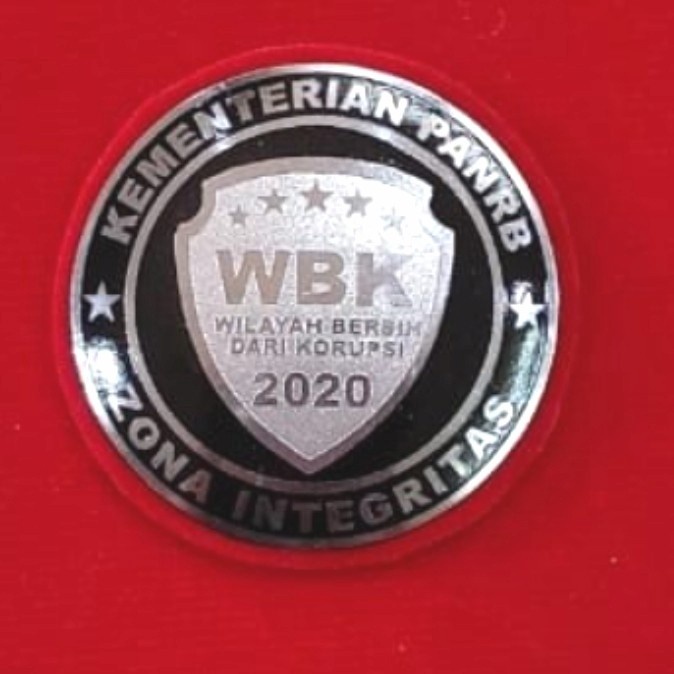 KEMENTERIAN PANRB
WBK
WILAYAH BERSIH
DARI KORUPSI
2020
ZONA INTEGRITAS